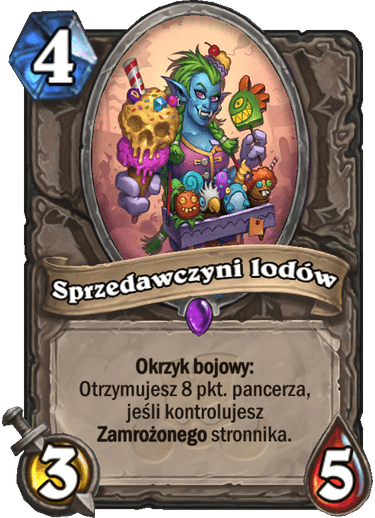 4
Sprzedawczyni lodów
Okrzyk bojowy:
Otrzymujesz 8 pkt. pancerza,
jeśli kontrolujesz
Zamrożonego stronnika.
3
5